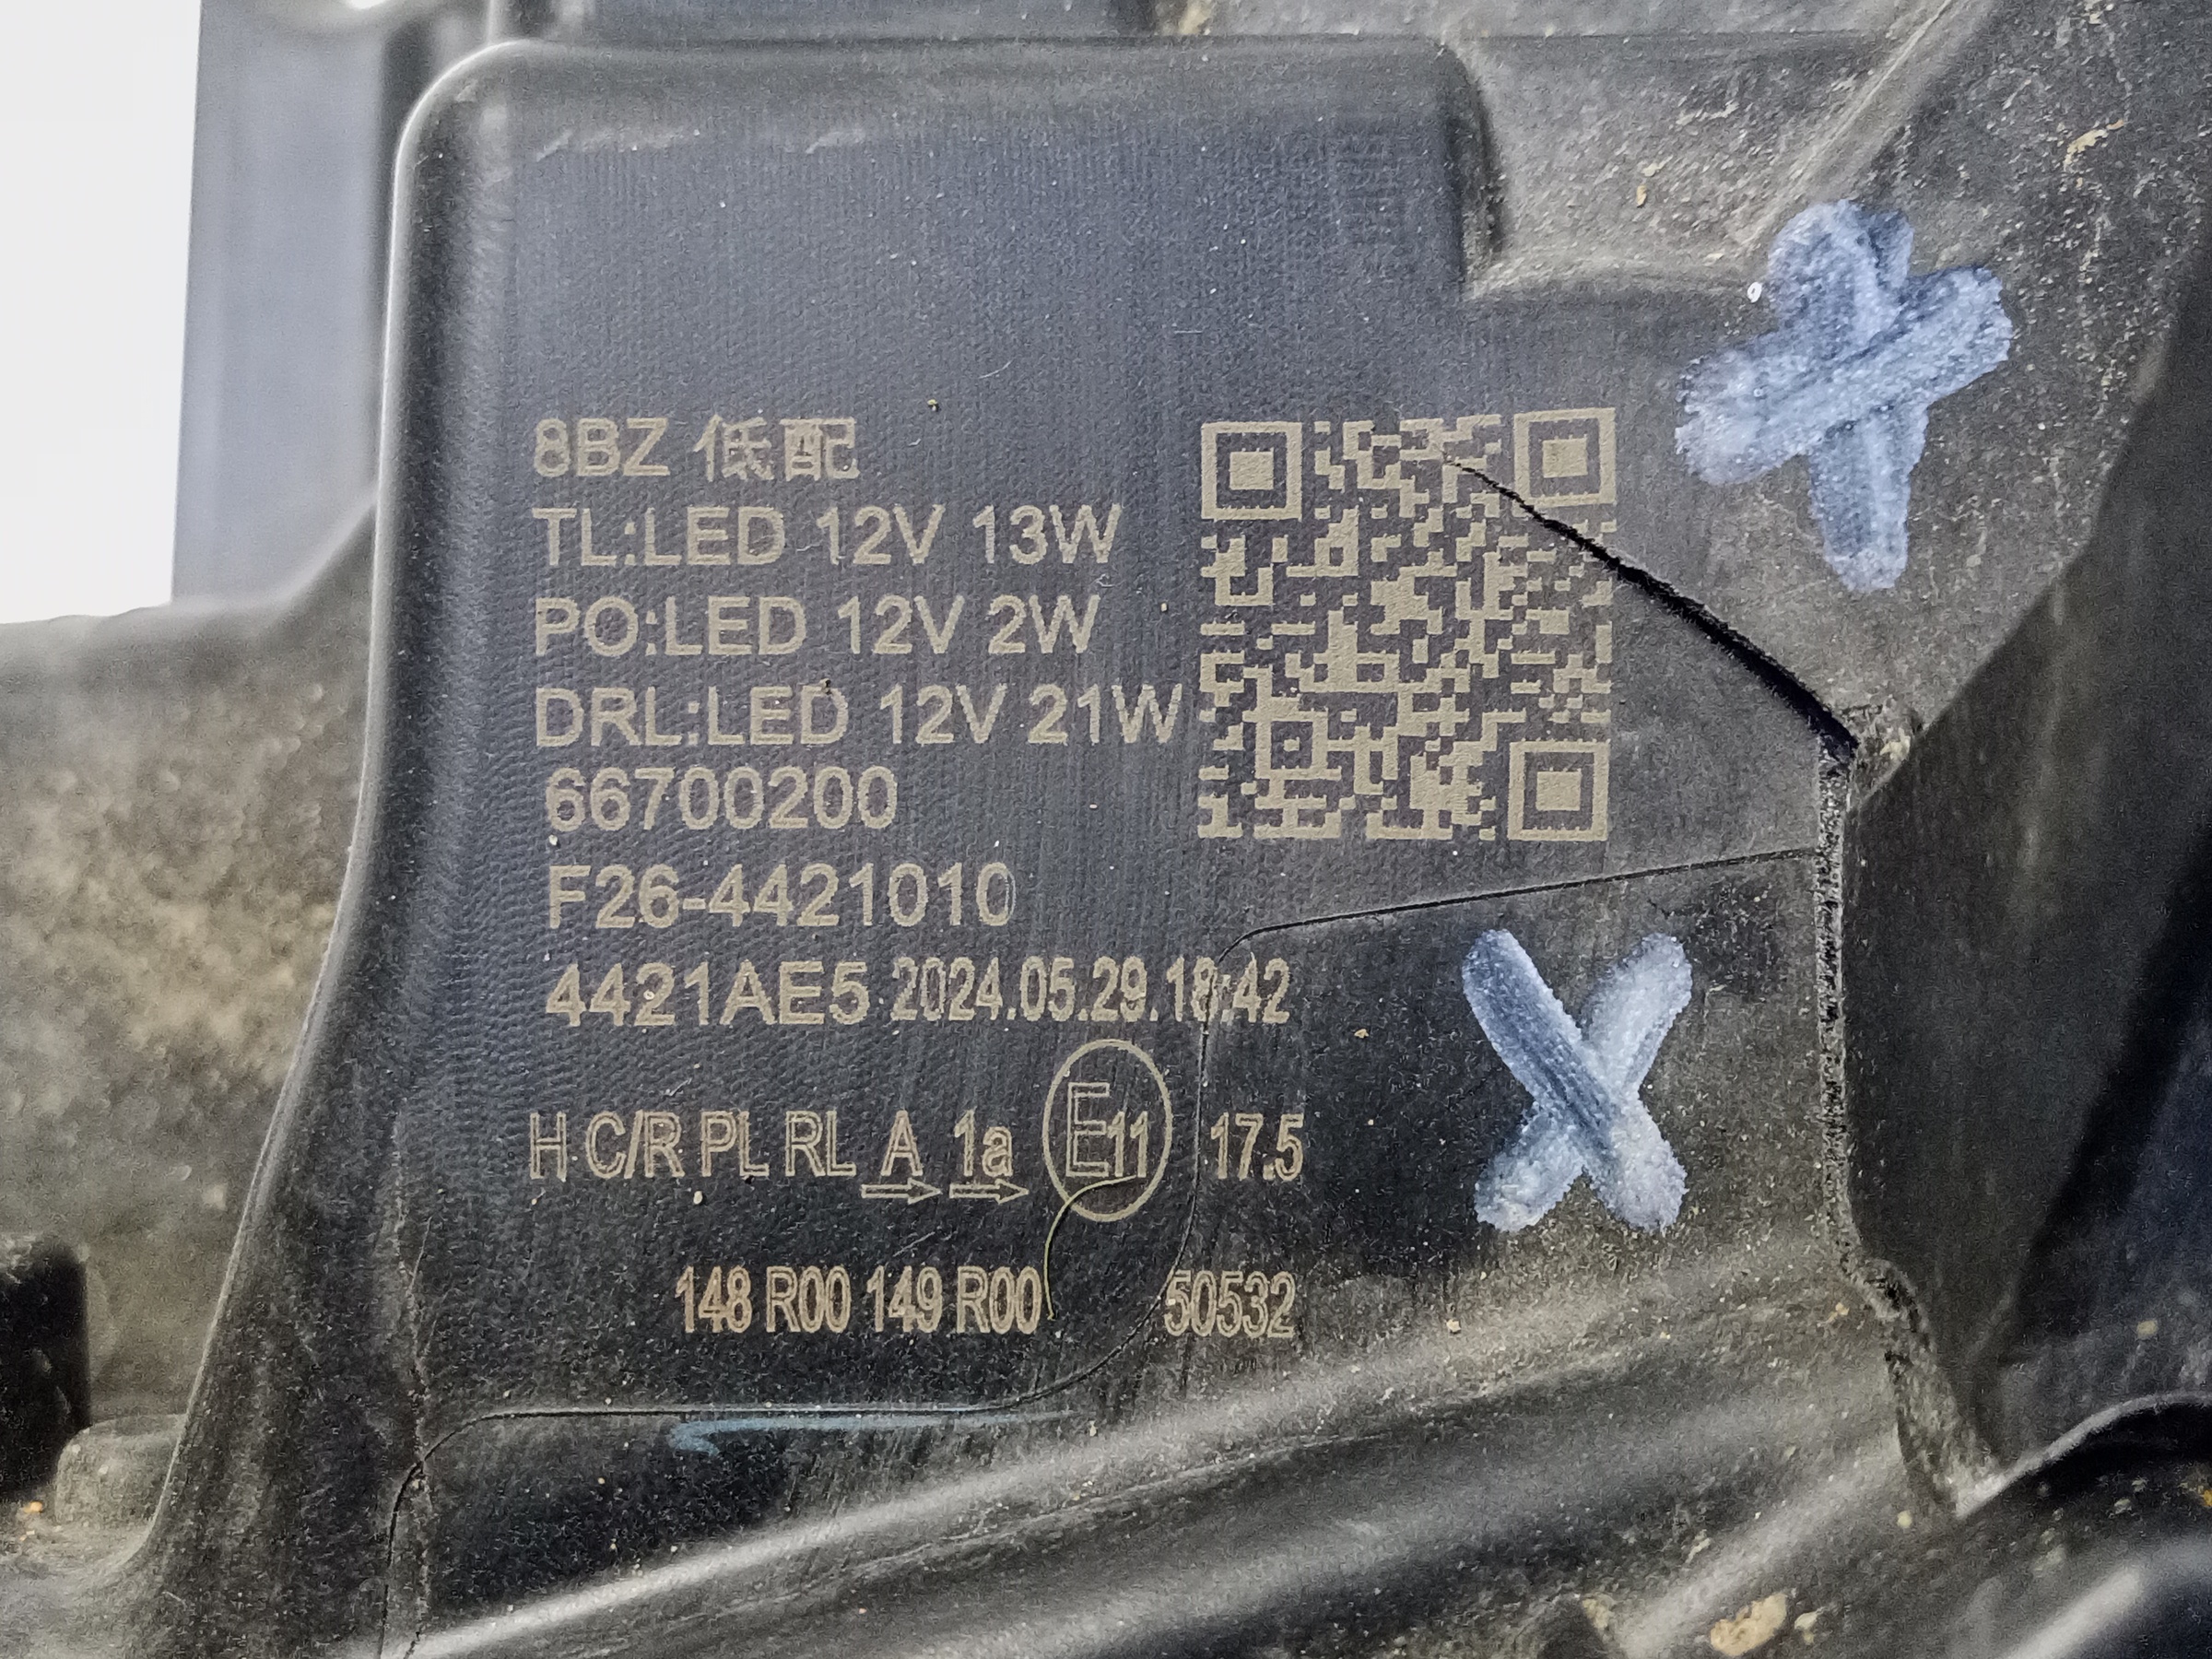 8BZ 低配
TL:LED 12V 13W
PO:LED 12V 2W
DRL:LED 12V 21W
66700200
F26-4421010
4421AE5 2024.05.29.18:42
H C/R PL RL A 1a E11 17.5
148 R00 149 R00 50532